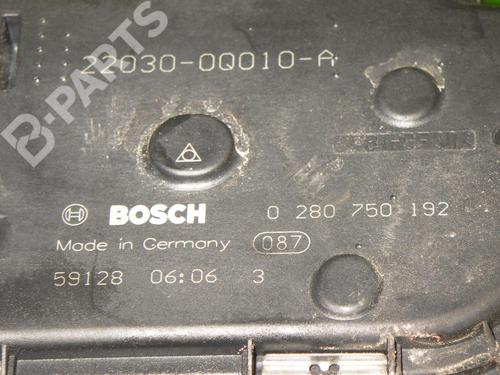 22030-0Q010-A
B-PARTS
BOSCH 0 280 750 192
Made in Germany 087
59128 06:06 3